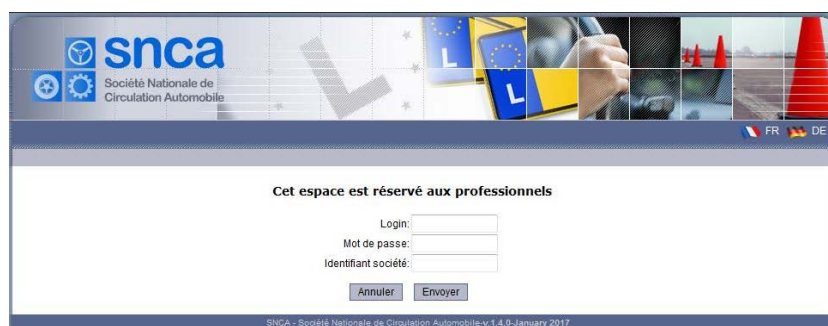 snca
Société Nationale de
Circulation Automobile
L
L
L
FR DE
Cet espace est réservé aux professionnels
Login:
Mot de passe:
Identifiant société:
Annuler Envoyer
SNCA - Société Nationale de Circulation Automobile-v.1.4.0-January 2017